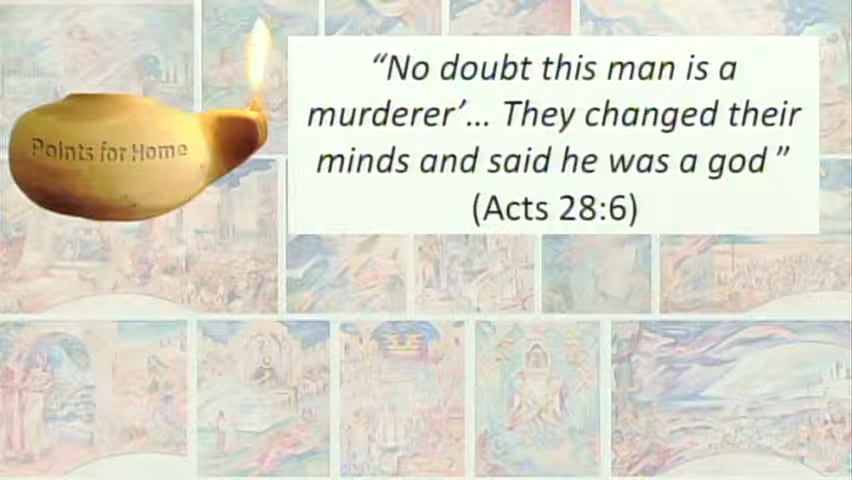 Points for Home
“No doubt this man is a
murderer’... They changed their
minds and said he was a god ”
(Acts 28:6)